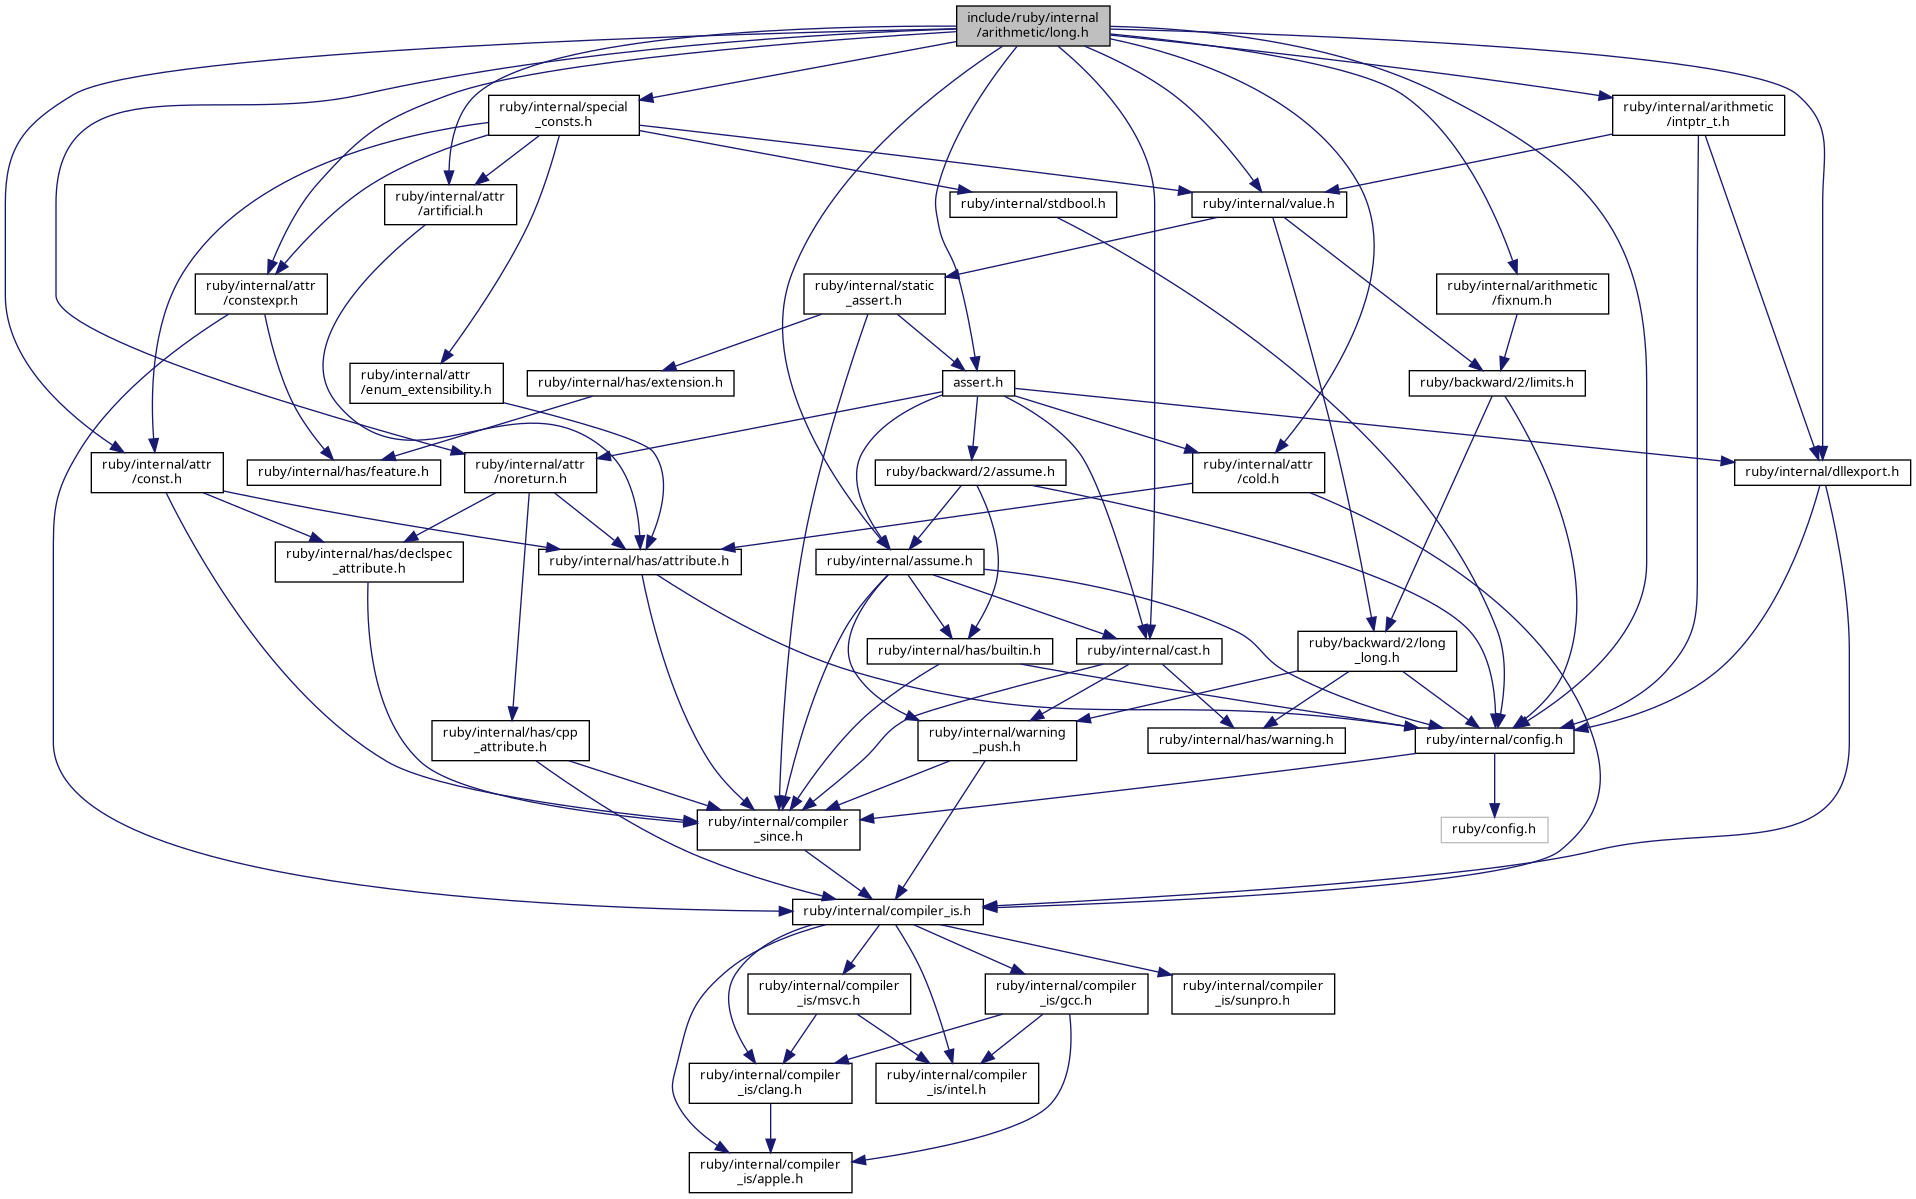 include/ruby/internal
/arithmetic/long.h
ruby/internal/special
_consts.h
ruby/internal/arithmetic
/intptr_t.h
ruby/internal/attr
/artificial.h
ruby/internal/stdbool.h
ruby/internal/value.h
ruby/internal/attr
/constexpr.h
ruby/internal/static
_assert.h
ruby/internal/arithmetic
/fixnum.h
ruby/internal/attr
/enum_extensibility.h
ruby/internal/has/extension.h
assert.h
ruby/backward/2/limits.h
ruby/internal/attr
/const.h
ruby/internal/has/feature.h
ruby/internal/attr
/noreturn.h
ruby/backward/2/assume.h
ruby/internal/attr
/cold.h
ruby/internal/dllexport.h
ruby/internal/has/declspec
_attribute.h
ruby/internal/has/attribute.h
ruby/internal/assume.h
ruby/internal/has/builtin.h
ruby/internal/cast.h
ruby/backward/2/long
_long.h
ruby/internal/has/cpp
_attribute.h
ruby/internal/warning
_push.h
ruby/internal/has/warning.h
ruby/internal/config.h
ruby/internal/compiler
_since.h
ruby/config.h
ruby/internal/compiler_is.h
ruby/internal/compiler
_is/msvc.h
ruby/internal/compiler
_is/gcc.h
ruby/internal/compiler
_is/sunpro.h
ruby/internal/compiler
_is/clang.h
ruby/internal/compiler
_is/intel.h
ruby/internal/compiler
_is/apple.h